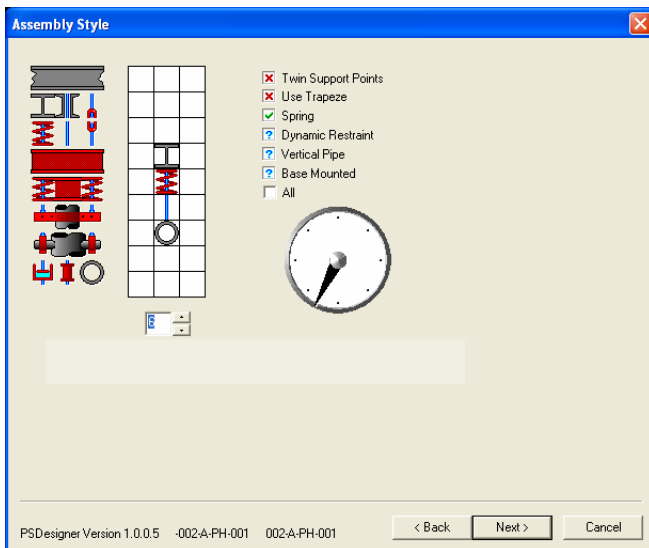 Assembly Style
Twin Support Points
Use Trapeze
Spring
Dynamic Restraint
Vertical Pipe
Base Mounted
All
6
PSDesigner Version 1.0.0.5 -002-A-PH-001 002-A-PH-001
< Back
Next >
Cancel